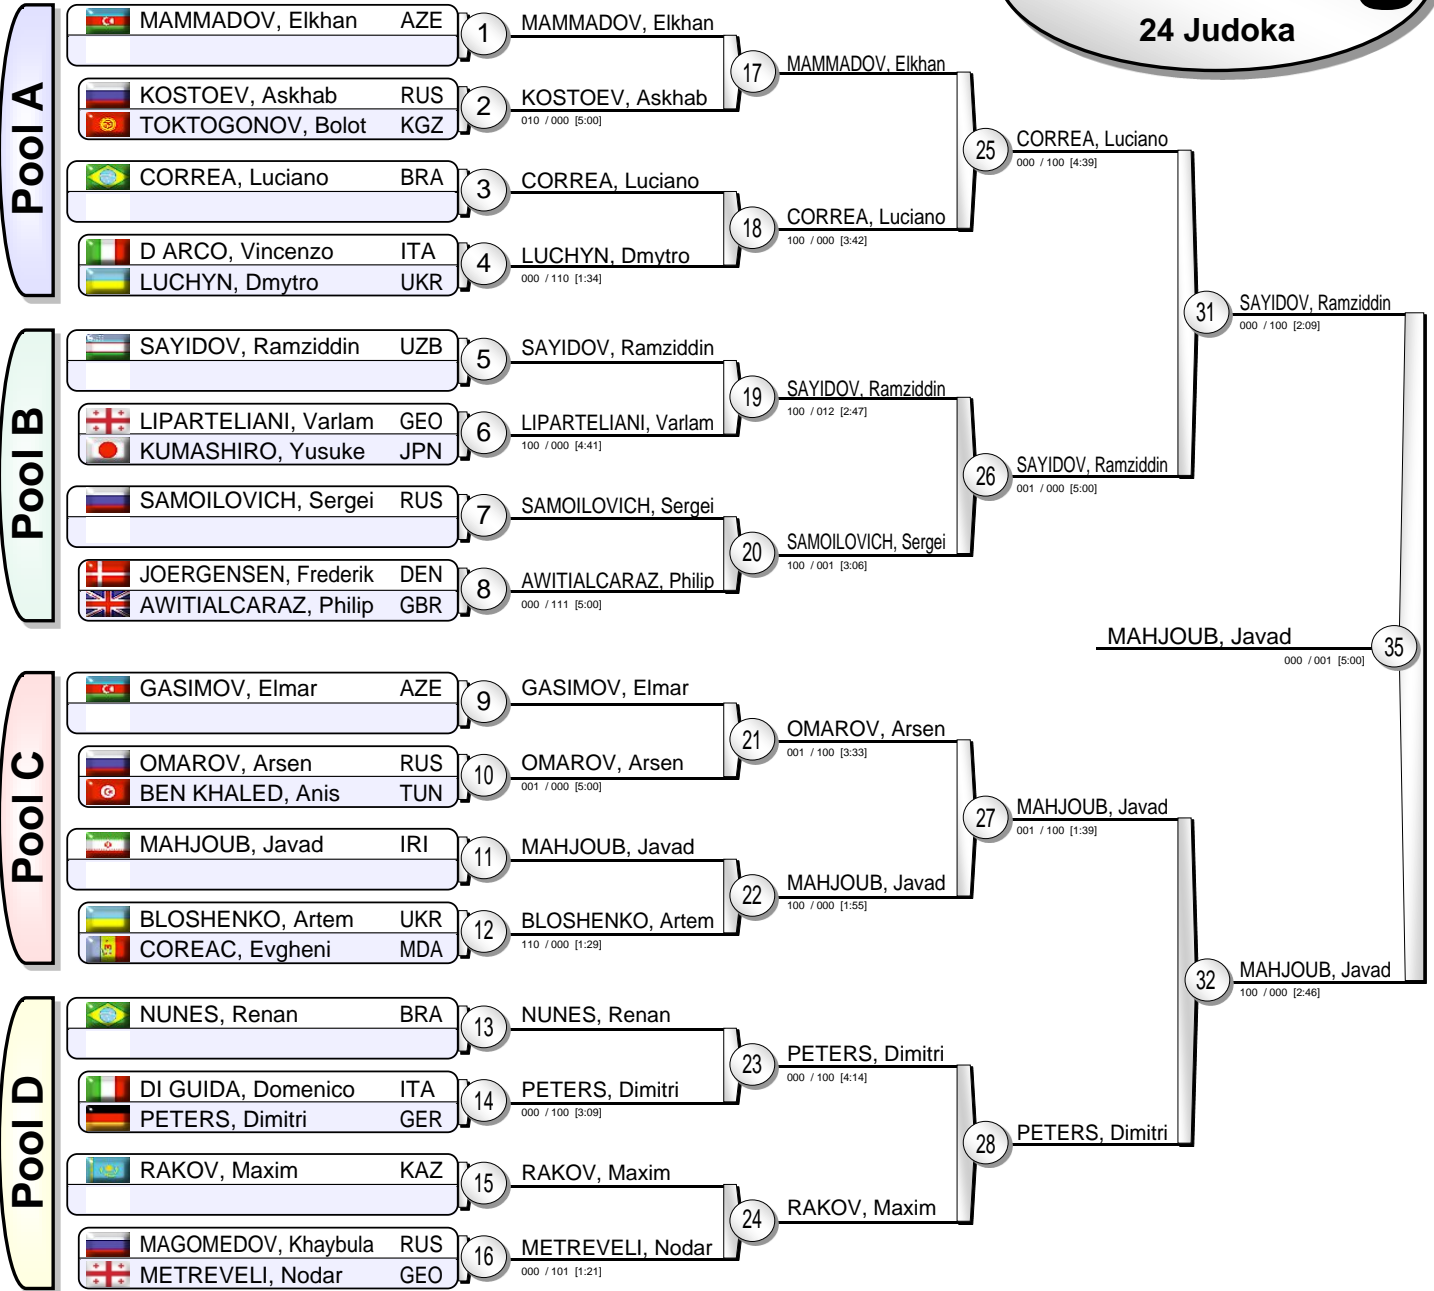 24 Judoka
Pool A
MAMMADOV, Elkhan AZE
1
MAMMADOV, Elkhan
KOSTOEV, Askhab RUS
TOKTOGONOV, Bolot KGZ
2
KOSTOEV, Askhab
010 / 000 [5:00]
17
MAMMADOV, Elkhan
CORREA, Luciano BRA
3
CORREA, Luciano
D ARCO, Vincenzo ITA
LUCHYN, Dmytro UKR
4
LUCHYN, Dmytro
000 / 110 [1:34]
18
CORREA, Luciano
100 / 000 [3:42]
25
CORREA, Luciano
000 / 100 [4:39]
Pool B
SAYIDOV, Ramziddin UZB
5
SAYIDOV, Ramziddin
LIPARTELIANI, Varlam GEO
KUMASHIRO, Yusuke JPN
6
LIPARTELIANI, Varlam
100 / 000 [4:41]
19
SAYIDOV, Ramziddin
100 / 012 [2:47]
SAMOILOVICH, Sergei RUS
7
SAMOILOVICH, Sergei
JOERGENSEN, Frederik DEN
AWITIALCARAZ, Philip GBR
8
AWITIALCARAZ, Philip
000 / 111 [5:00]
20
SAMOILOVICH, Sergei
100 / 001 [3:06]
26
SAYIDOV, Ramziddin
001 / 000 [5:00]
31
SAYIDOV, Ramziddin
000 / 100 [2:09]
MAHJOUB, Javad
000 / 001 [5:00]
35
Pool C
GASIMOV, Elmar AZE
9
GASIMOV, Elmar
OMAROV, Arsen RUS
BEN KHALED, Anis TUN
10
OMAROV, Arsen
001 / 000 [5:00]
21
OMAROV, Arsen
001 / 100 [3:33]
MAHJOUB, Javad IRI
11
MAHJOUB, Javad
BLOSHENKO, Artem UKR
COREAC, Evgheni MDA
12
BLOSHENKO, Artem
110 / 000 [1:29]
22
MAHJOUB, Javad
100 / 000 [1:55]
27
MAHJOUB, Javad
001 / 100 [1:39]
Pool D
NUNES, Renan BRA
13
NUNES, Renan
DI GUIDA, Domenico ITA
PETERS, Dimitri GER
14
PETERS, Dimitri
000 / 100 [3:09]
23
PETERS, Dimitri
000 / 100 [4:14]
RAKOV, Maxim KAZ
15
RAKOV, Maxim
MAGOMEDOV, Khaybula RUS
METREVELI, Nodar GEO
16
METREVELI, Nodar
000 / 101 [1:21]
24
RAKOV, Maxim
28
PETERS, Dimitri
32
MAHJOUB, Javad
100 / 000 [2:46]